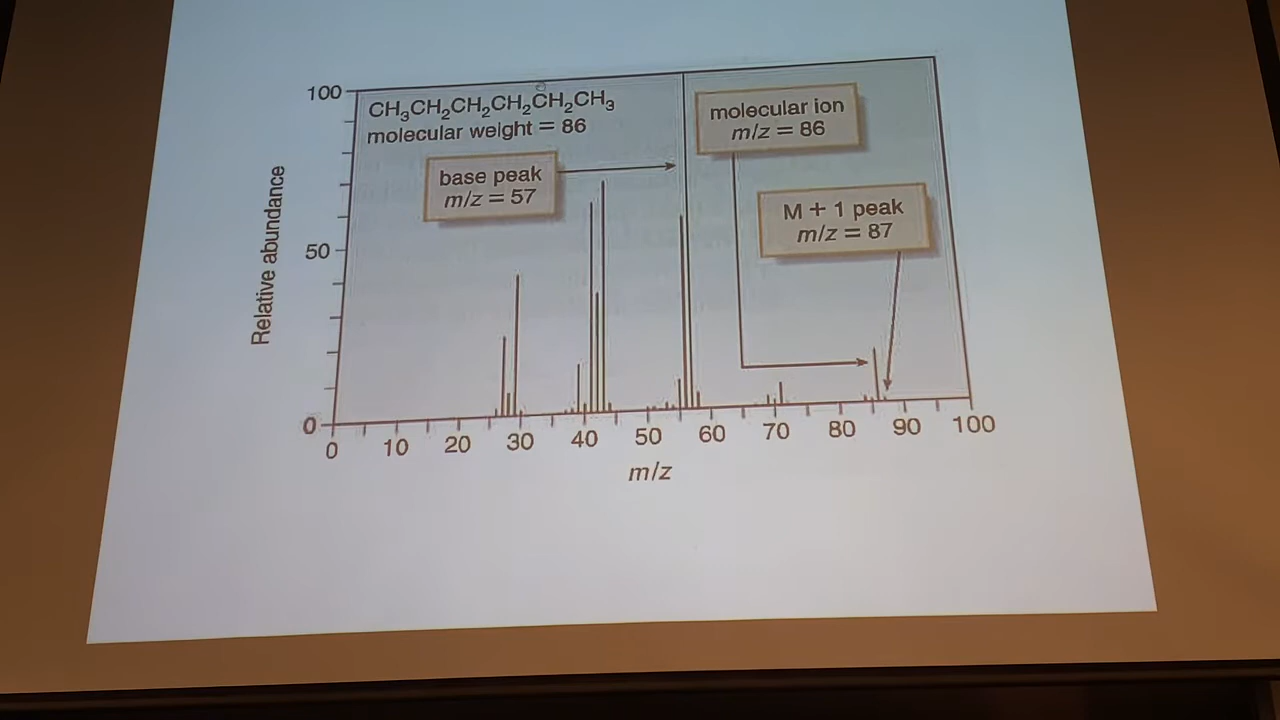 100
CH₃CH₂CH₂CH₂CH₂CH₃
molecular weight = 86
molecular ion
m/z = 86
base peak
m/z = 57
M + 1 peak
m/z = 87
Relative abundance
50
0
0 10 20 30 40 50 60 70 80 90 100
m/z